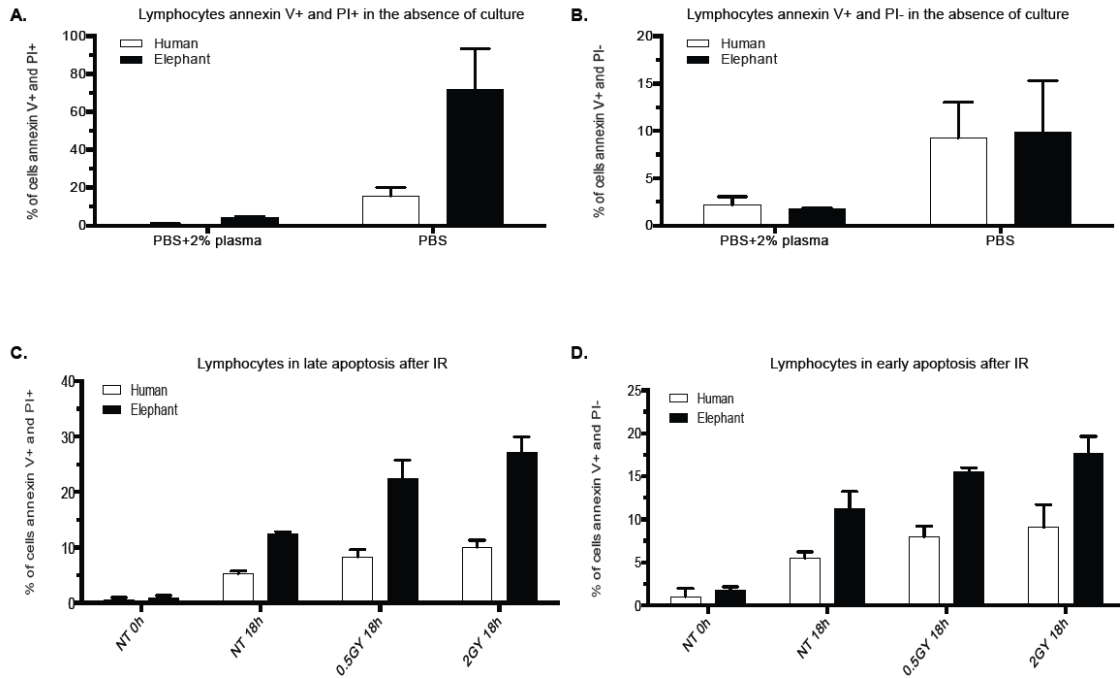 A.
Lymphocytes annexin V+ and PI+ in the absence of culture
% of cells annexin V+ and PI+
100
80
60
40
20
0
Human
Elephant
PBS+2% plasma
PBS
B.
Lymphocytes annexin V+ and PI- in the absence of culture
% of cells annexin V+ and PI-
20
15
10
5
0
Human
Elephant
PBS+2% plasma
PBS
C.
Lymphocytes in late apoptosis after IR
% of cells annexin V+ and PI+
40
30
20
10
0
Human
Elephant
NT 0h
NT 18h
0.5GY 18h
2GY 18h
D.
Lymphocytes in early apoptosis after IR
% of cells annexin V+ and PI-
25
20
15
10
5
0
Human
Elephant
NT 0h
NT 18h
0.5GY 18h
2GY 18h